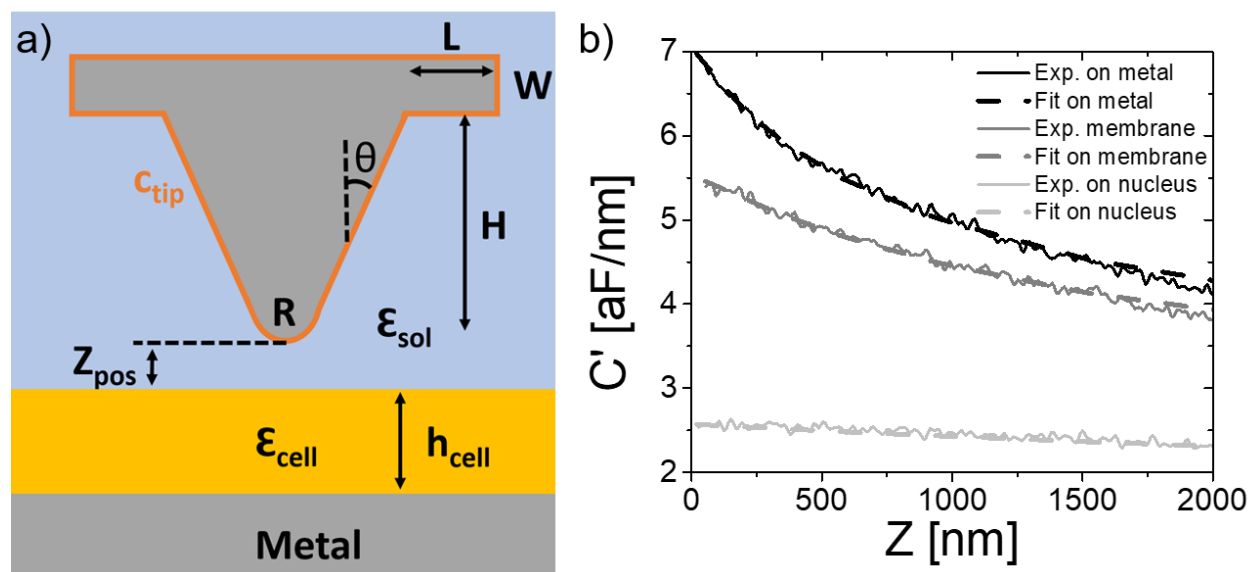 a)
L
W
θ
c_tip
H
R
ε_sol
Z_pos
ε_cell
h_cell
Metal
b)
C' [aF/nm]
7
6
5
4
3
2
Exp. on metal
Fit on metal
Exp. membrane
Fit on membrane
Exp. on nucleus
Fit on nucleus
0 500 1000 1500 2000
Z [nm]